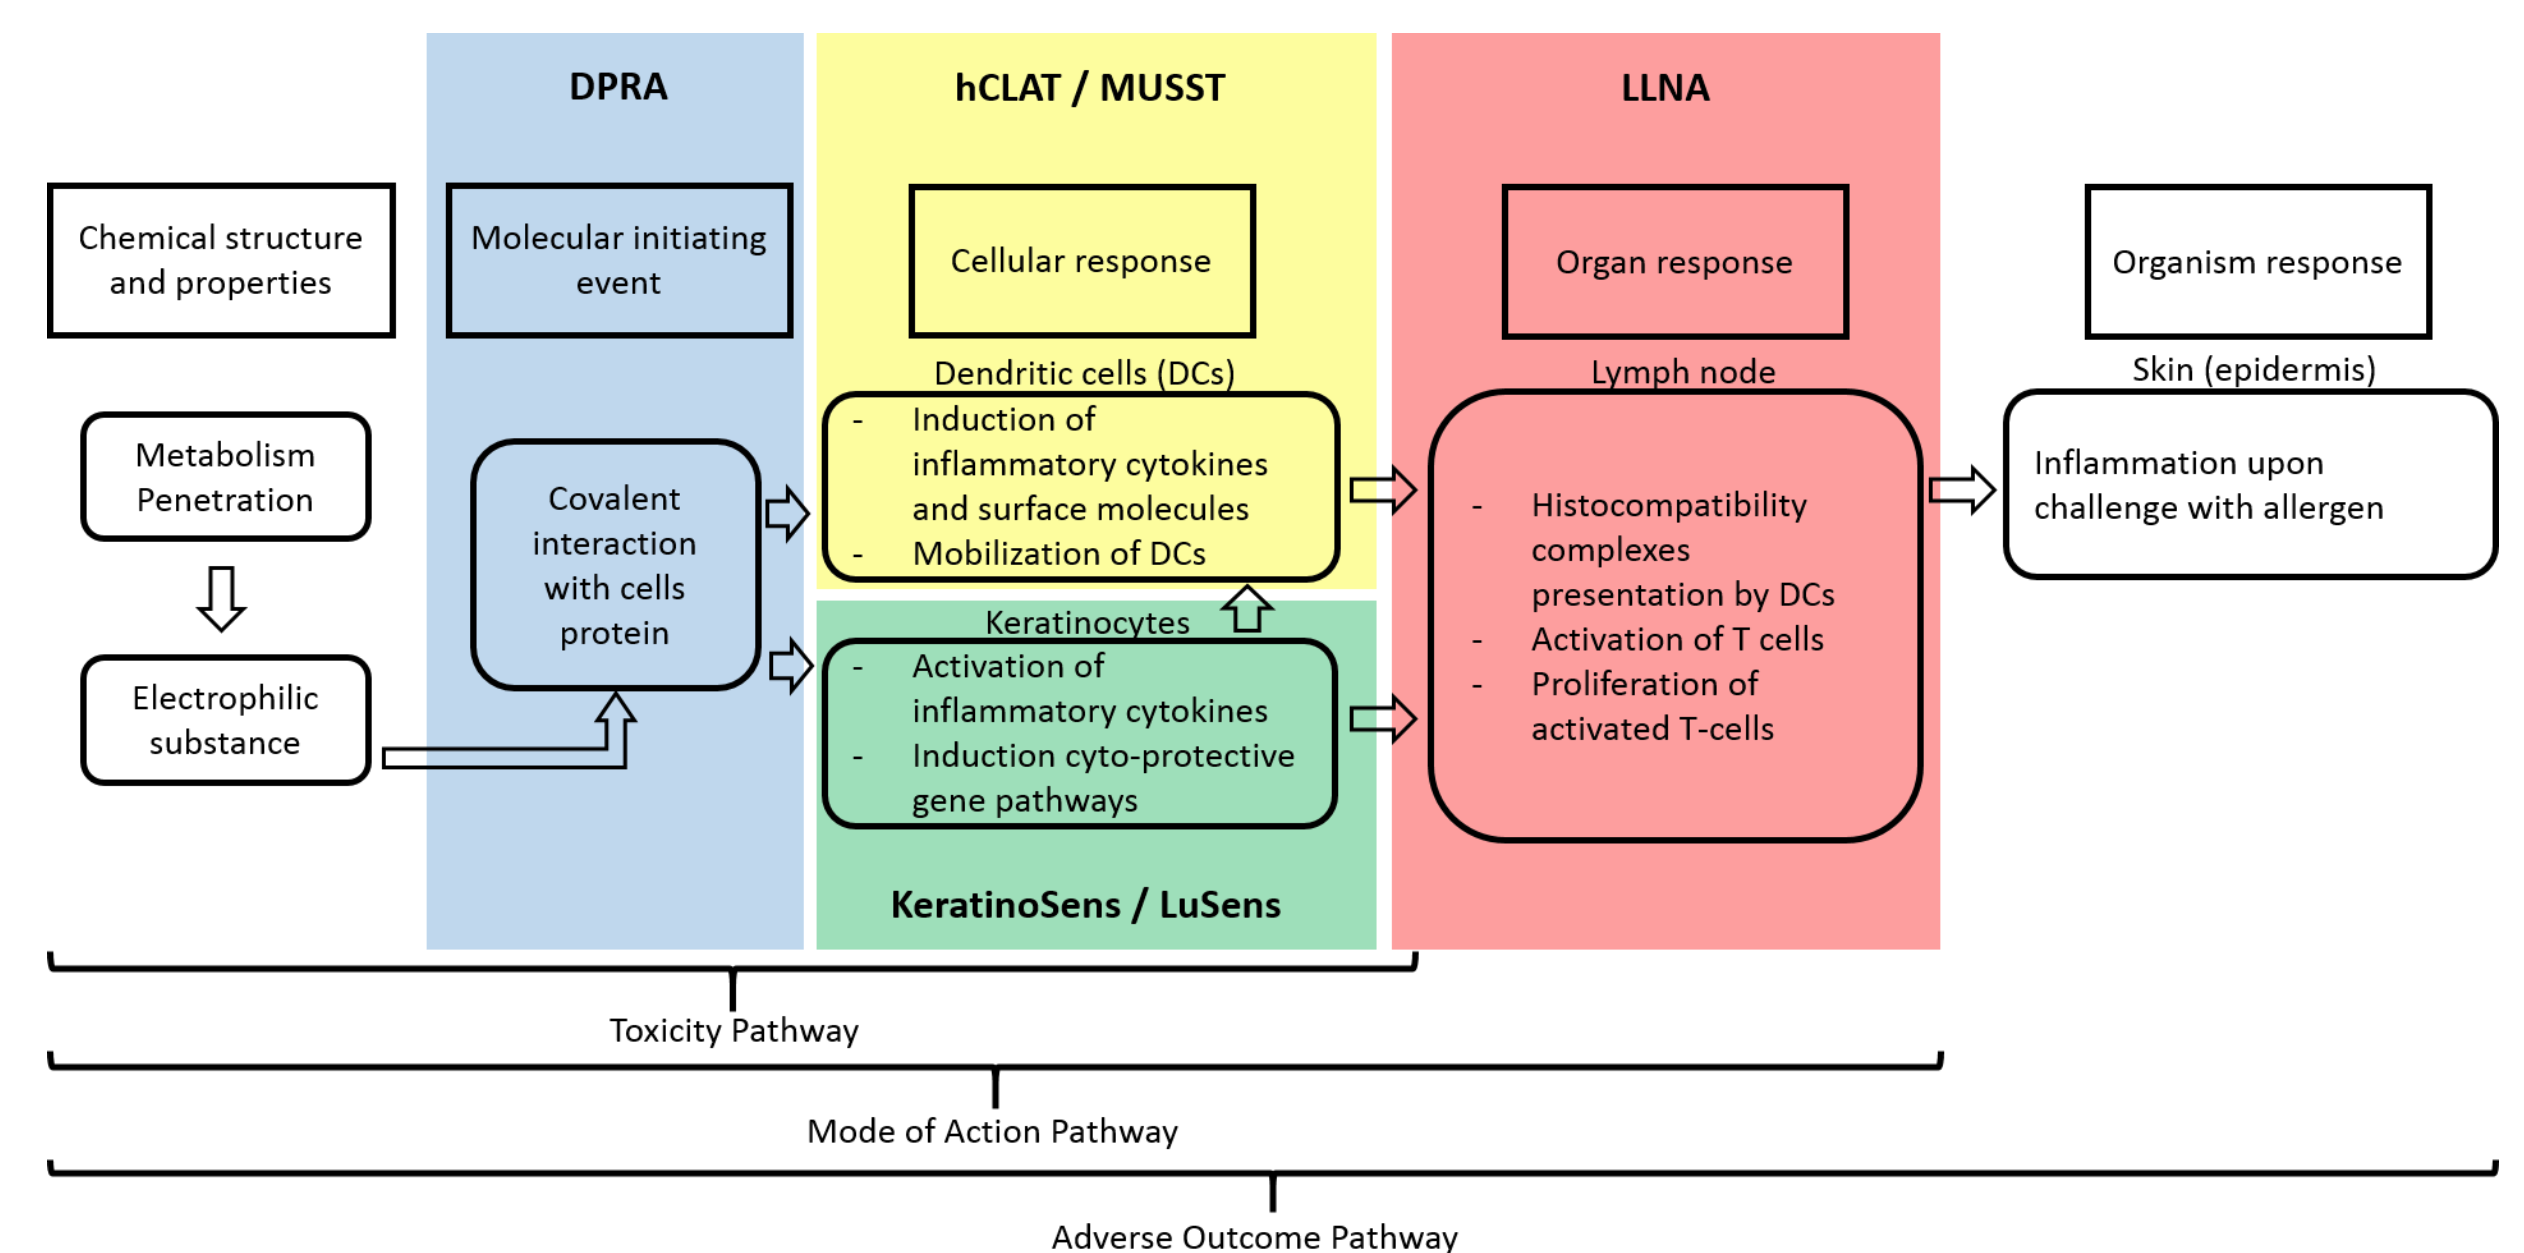 DPRA
hCLAT / MUSST
LLNA
Chemical structure
and properties
Molecular initiating
event
Cellular response
Organ response
Organism response
Metabolism
Penetration
Electrophilic
substance
Covalent
interaction
with cells
protein
Dendritic cells (DCs)
- Induction of
inflammatory cytokines
and surface molecules
- Mobilization of DCs
Keratinocytes
- Activation of
inflammatory cytokines
- Induction cyto-protective
gene pathways
KeratinoSens / LuSens
Lymph node
- Histocompatibility
complexes
presentation by DCs
- Activation of T cells
- Proliferation of
activated T-cells
Skin (epidermis)
Inflammation upon
challenge with allergen
Toxicity Pathway
Mode of Action Pathway
Adverse Outcome Pathway